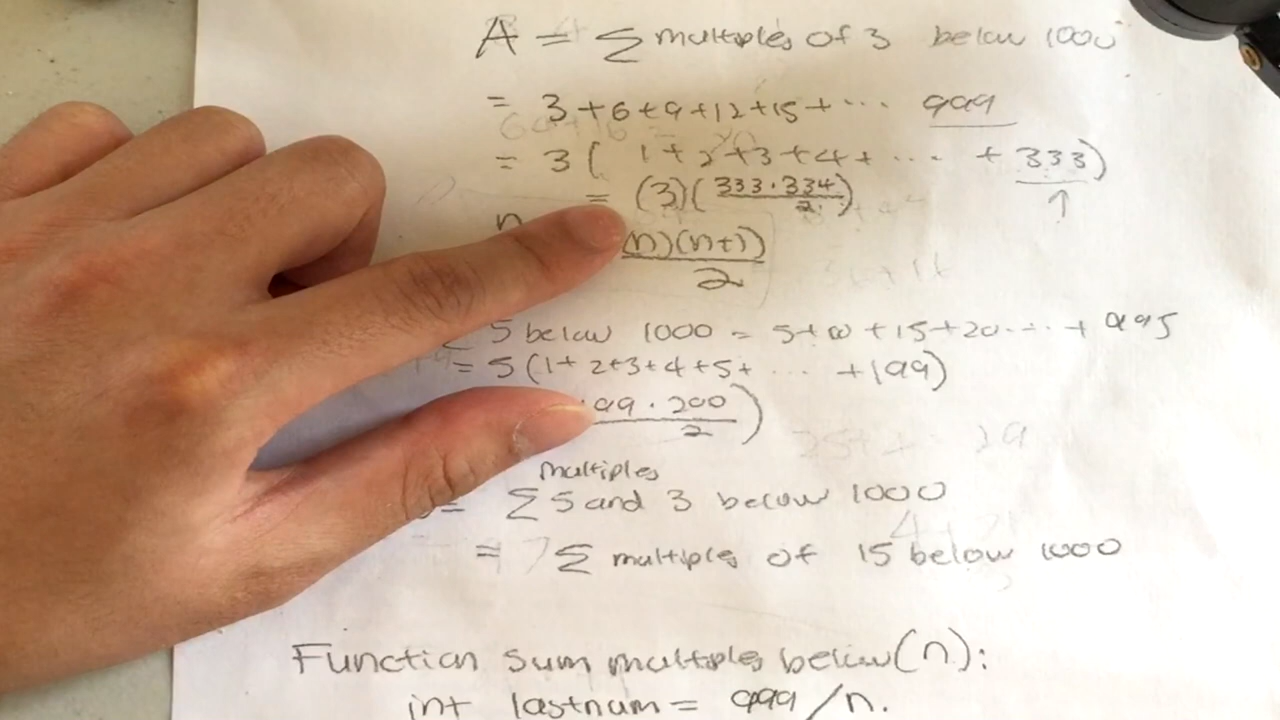 A = Σ multiples of 3 below 1000
= 3+6+9+12+15+ ... 999
= 3( 1+2+3+4+ .... + 333)
= (3)( 333.334 / 2 )
n (n)(n+1) / 2
5 below 1000 = 5+10+15+20....+ 995
= 5(1+2+3+4+5+ ... +199)
99 . 200 / 2 )
multiples
= Σ 5 and 3 below 1000
= Σ multiples of 15 below 1000
Function sum multiples below(n):
int lastnum = 999/n.